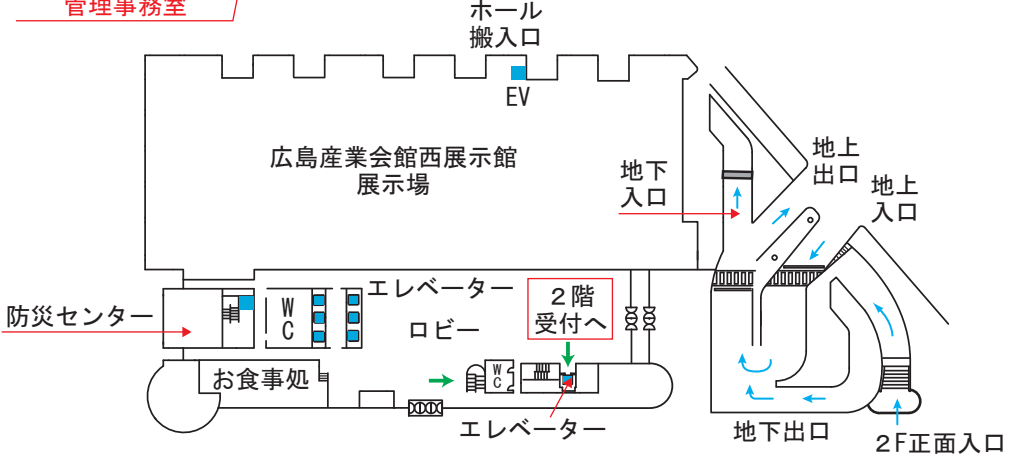 管理事務室
ホール
搬入口
EV
広島産業会館西展示館
展示場
地下
入口
地上
出口
地上
入口
防災センター
WC
エレベーター
ロビー
2階
受付へ
お食事処
WC
エレベーター
地下出口
2F正面入口